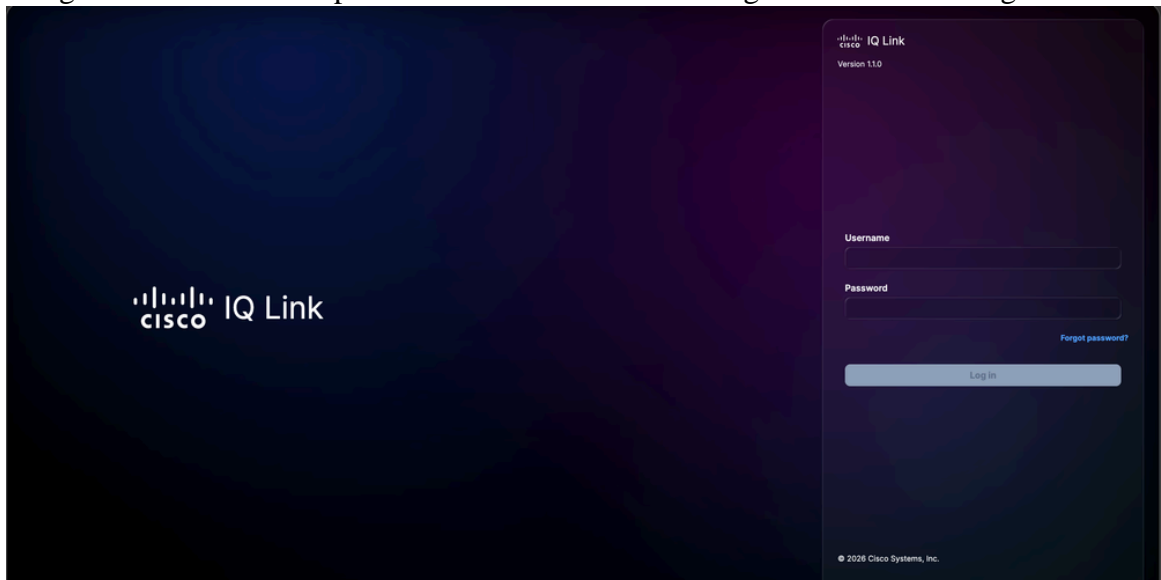 cisco IQ Link
cisco IQ Link
Version 1.1.0
Username
Password
Forgot password?
Log in
© 2026 Cisco Systems, Inc.